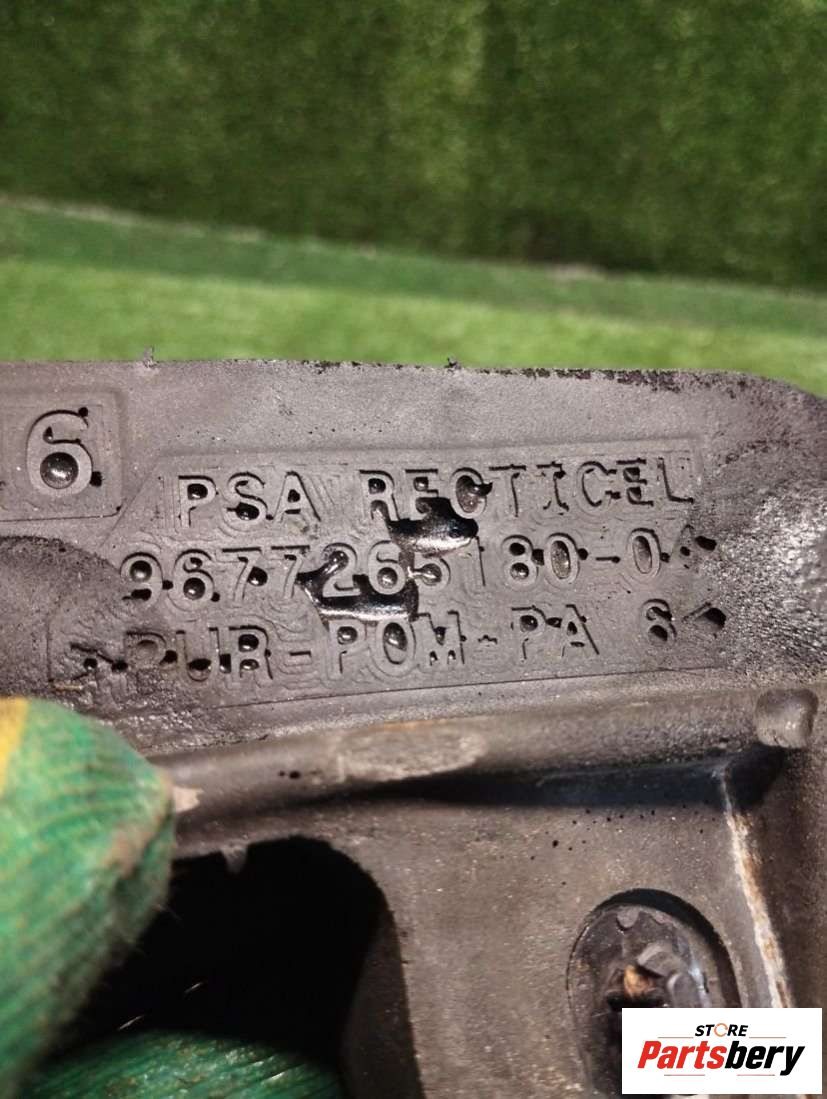 6
PSA RECTICEL
9677265180-04
>PUR-POM-PA 6<
STORE
Partsbery